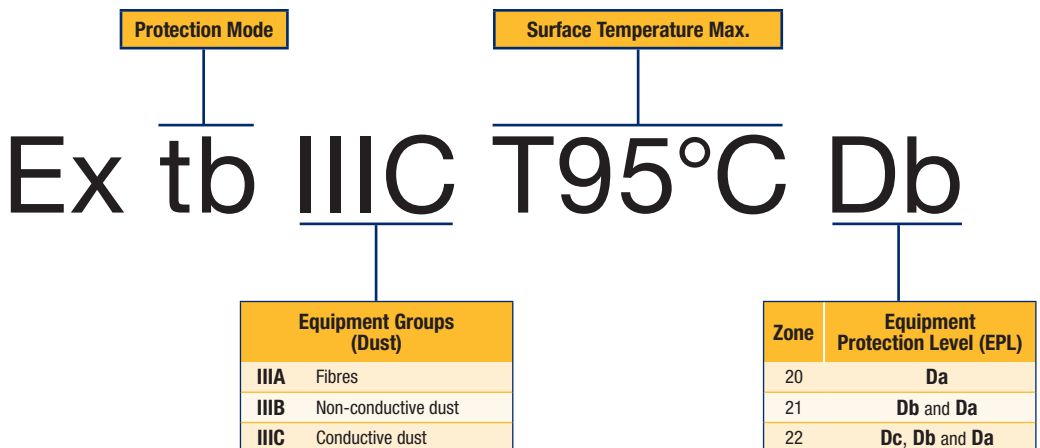 Protection Mode
Surface Temperature Max.
Ex tb IIIC T95°C Db
Equipment Groups
(Dust)
IIIA Fibres
IIIB Non-conductive dust
IIIC Conductive dust
Zone Equipment
Protection Level (EPL)
20 Da
21 Db and Da
22 Dc, Db and Da